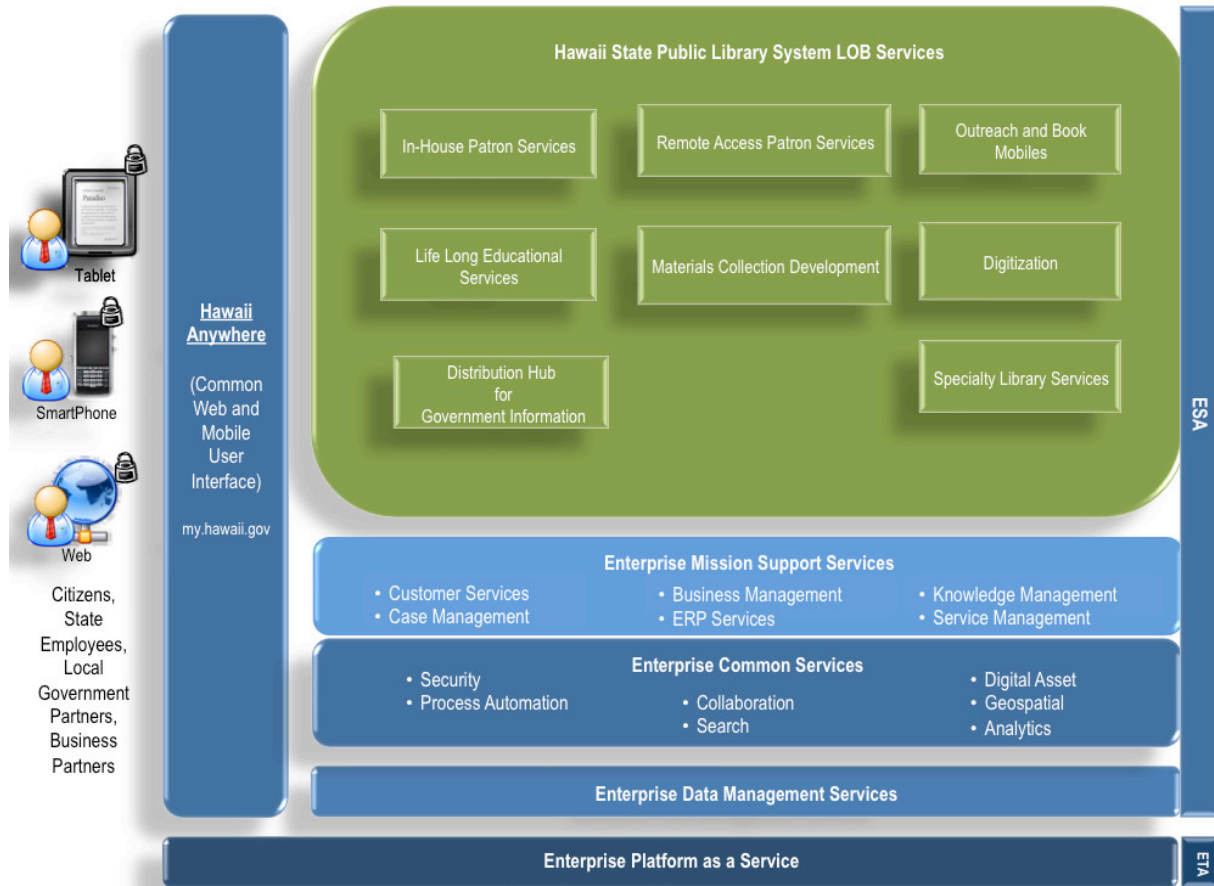 Hawaii State Public Library System LOB Services
In-House Patron Services
Remote Access Patron Services
Outreach and Book
Mobiles
Life Long Educational
Services
Materials Collection Development
Digitization
Distribution Hub
for
Government Information
Specialty Library Services
Paradiso
Tablet
SmartPhone
Web
Citizens,
State
Employees,
Local
Government
Partners,
Business
Partners
Hawaii
Anywhere
(Common
Web and
Mobile
User
Interface)
my.hawaii.gov
Enterprise Mission Support Services
• Customer Services
• Case Management
• Business Management
• ERP Services
• Knowledge Management
• Service Management
Enterprise Common Services
• Security
• Process Automation
• Collaboration
• Search
• Digital Asset
• Geospatial
• Analytics
Enterprise Data Management Services
Enterprise Platform as a Service
ESA
ETA